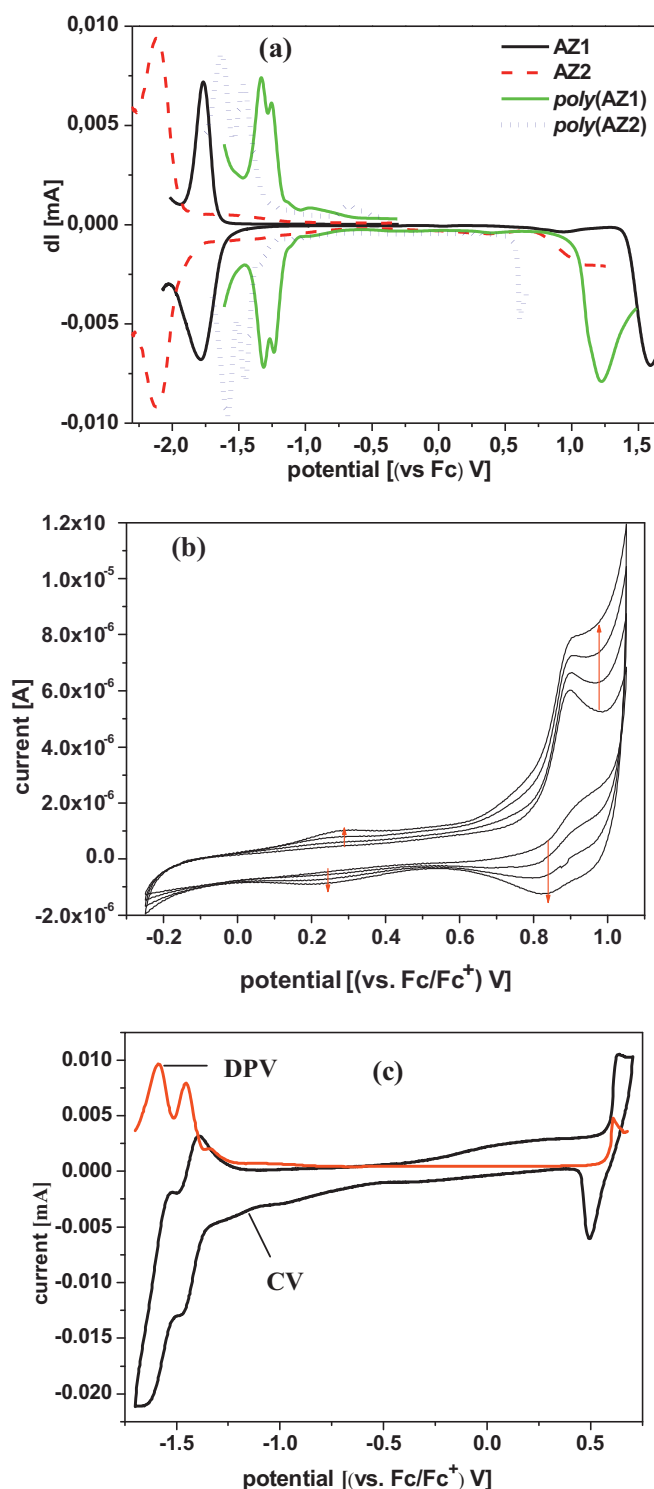 (a)
AZ1
AZ2
poly(AZ1)
poly(AZ2)
0,010
0,005
0,000
-0,005
-0,010
dI [mA]
-2,0 -1,5 -1,0 -0,5 0,0 0,5 1,0 1,5
potential [(vs Fc) V]
(b)
1.2x10
1.0x10-5
8.0x10-6
6.0x10-6
4.0x10-6
2.0x10-6
0.0
-2.0x10-6
current [A]
-0.2 0.0 0.2 0.4 0.6 0.8 1.0
potential [(vs. Fc/Fc+) V]
(c)
DPV
CV
0.010
0.005
0.000
-0.005
-0.010
-0.015
-0.020
current [mA]
-1.5 -1.0 -0.5 0.0 0.5
potential [(vs. Fc/Fc+) V]